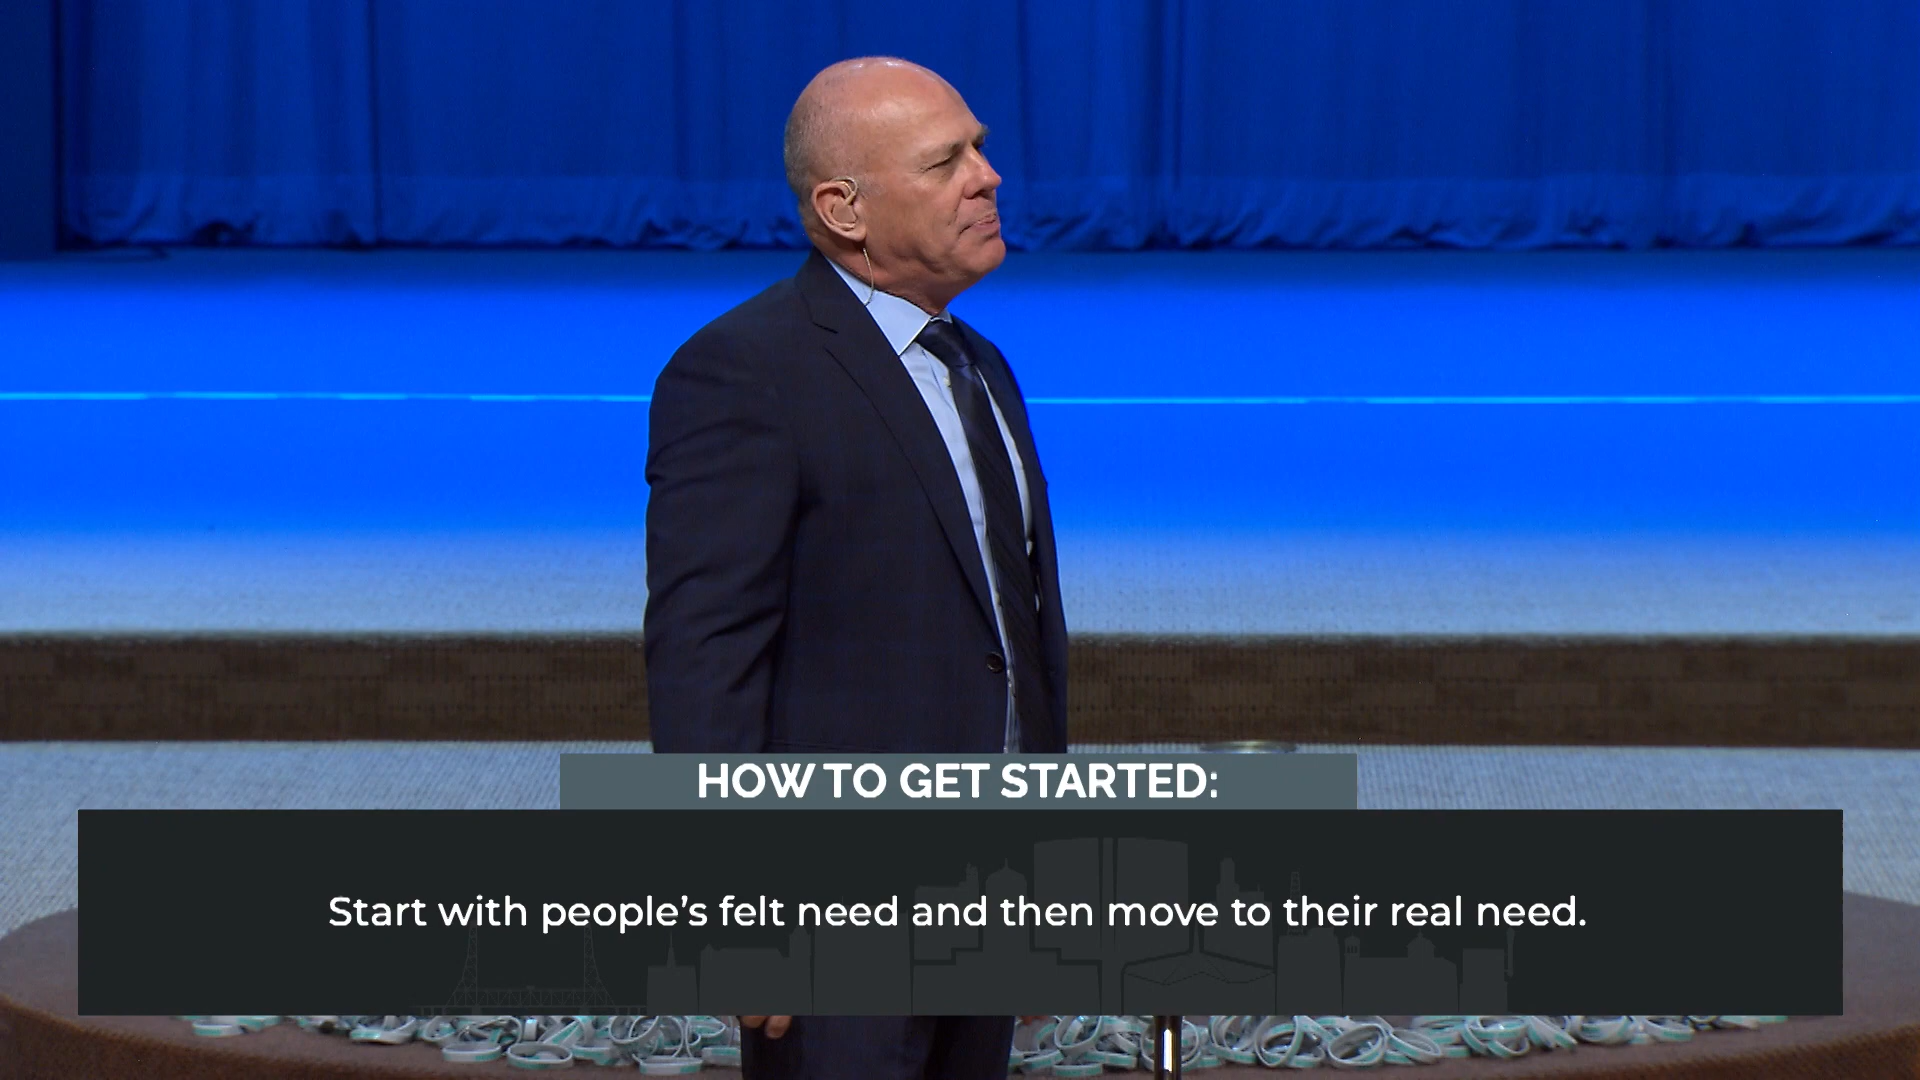 HOW TO GET STARTED:
Start with people’s felt need and then move to their real need.